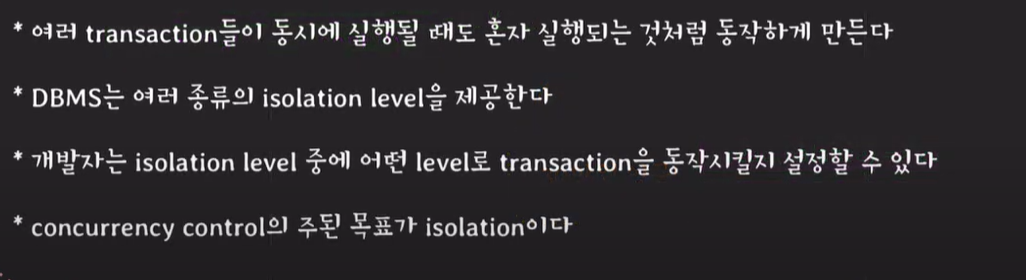 * 여러 transaction들이 동시에 실행될 때도 혼자 실행되는 것처럼 동작하게 만든다
* DBMS는 여러 종류의 isolation level을 제공한다
* 개발자는 isolation level 중에 어떤 level로 transaction을 동작시킬지 설정할 수 있다
* concurrency control의 주된 목표가 isolation이다